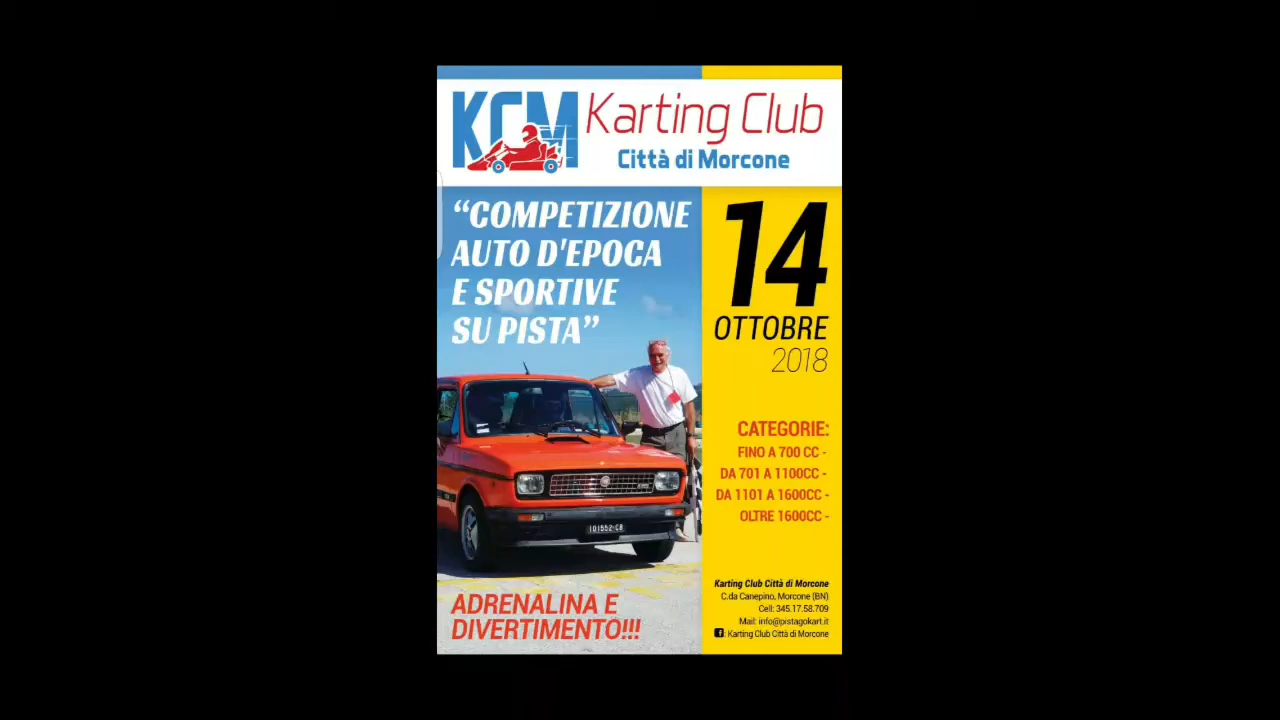 KCM Karting Club
Città di Morcone
“COMPETIZIONE
AUTO D'EPOCA
E SPORTIVE
SU PISTA”
14
OTTOBRE
2018
CATEGORIE:
FINO A 700 CC -
DA 701 A 1100CC -
DA 1101 A 1600CC -
OLTRE 1600CC -
101552-CB
ADRENALINA E
DIVERTIMENTO!!!
Karting Club Città di Morcone
C.da Canepino, Morcone (BN)
Cell: 345.17.58.709
Mail: info@pistagokart.it
f: Karting Club Città di Morcone